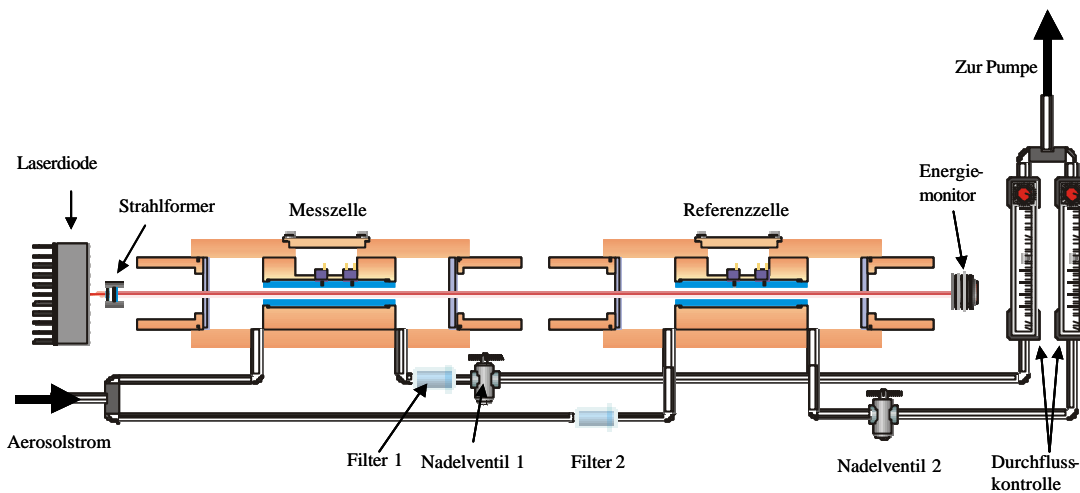 Zur Pumpe
Laserdiode
Strahlformer
Messzelle
Referenzzelle
Energie-
monitor
Aerosolstrom
Filter 1
Nadelventil 1
Filter 2
Nadelventil 2
Durchfluss-
kontrolle